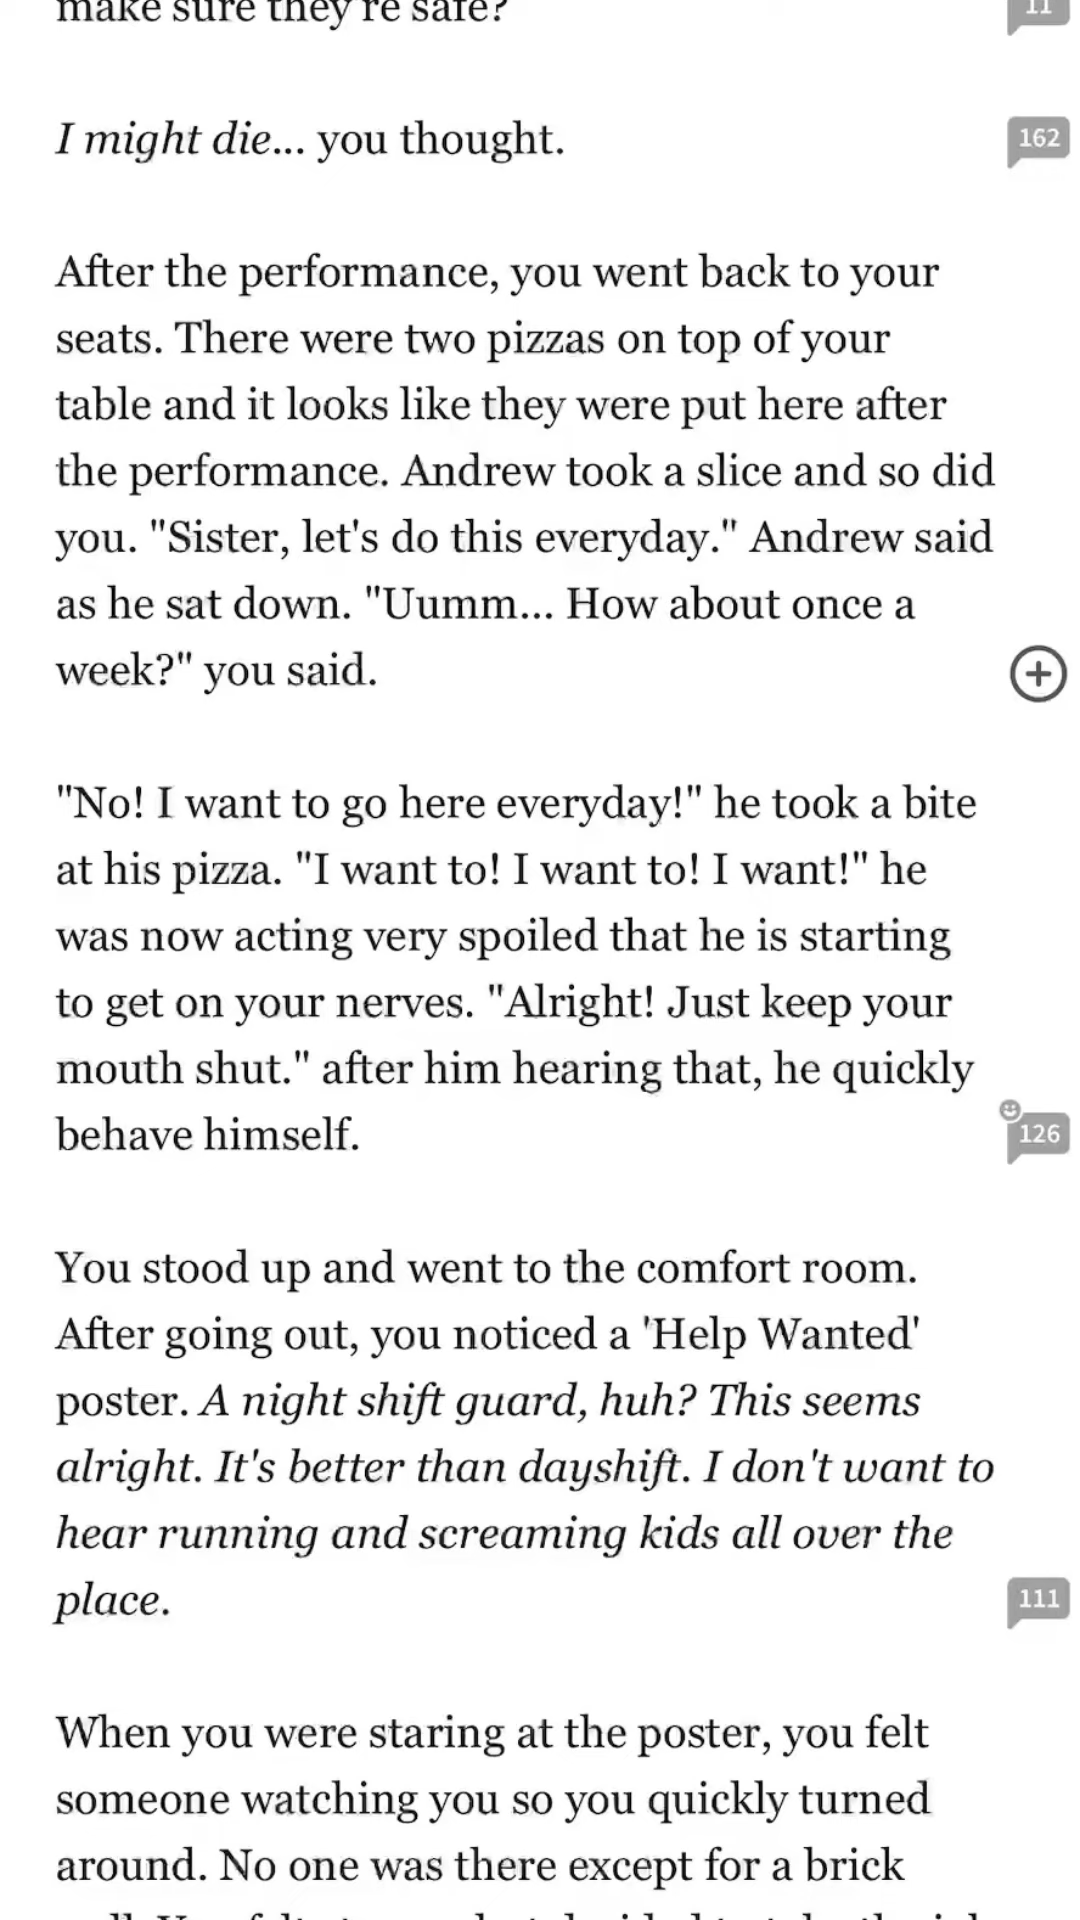 make sure they're safe?
11
I might die... you thought.
162
After the performance, you went back to your
seats. There were two pizzas on top of your
table and it looks like they were put here after
the performance. Andrew took a slice and so did
you. "Sister, let's do this everyday." Andrew said
as he sat down. "Uumm... How about once a
week?" you said.
"No! I want to go here everyday!" he took a bite
at his pizza. "I want to! I want to! I want!" he
was now acting very spoiled that he is starting
to get on your nerves. "Alright! Just keep your
mouth shut." after him hearing that, he quickly
behave himself.
126
You stood up and went to the comfort room.
After going out, you noticed a 'Help Wanted'
poster. A night shift guard, huh? This seems
alright. It's better than dayshift. I don't want to
hear running and screaming kids all over the
place.
111
When you were staring at the poster, you felt
someone watching you so you quickly turned
around. No one was there except for a brick